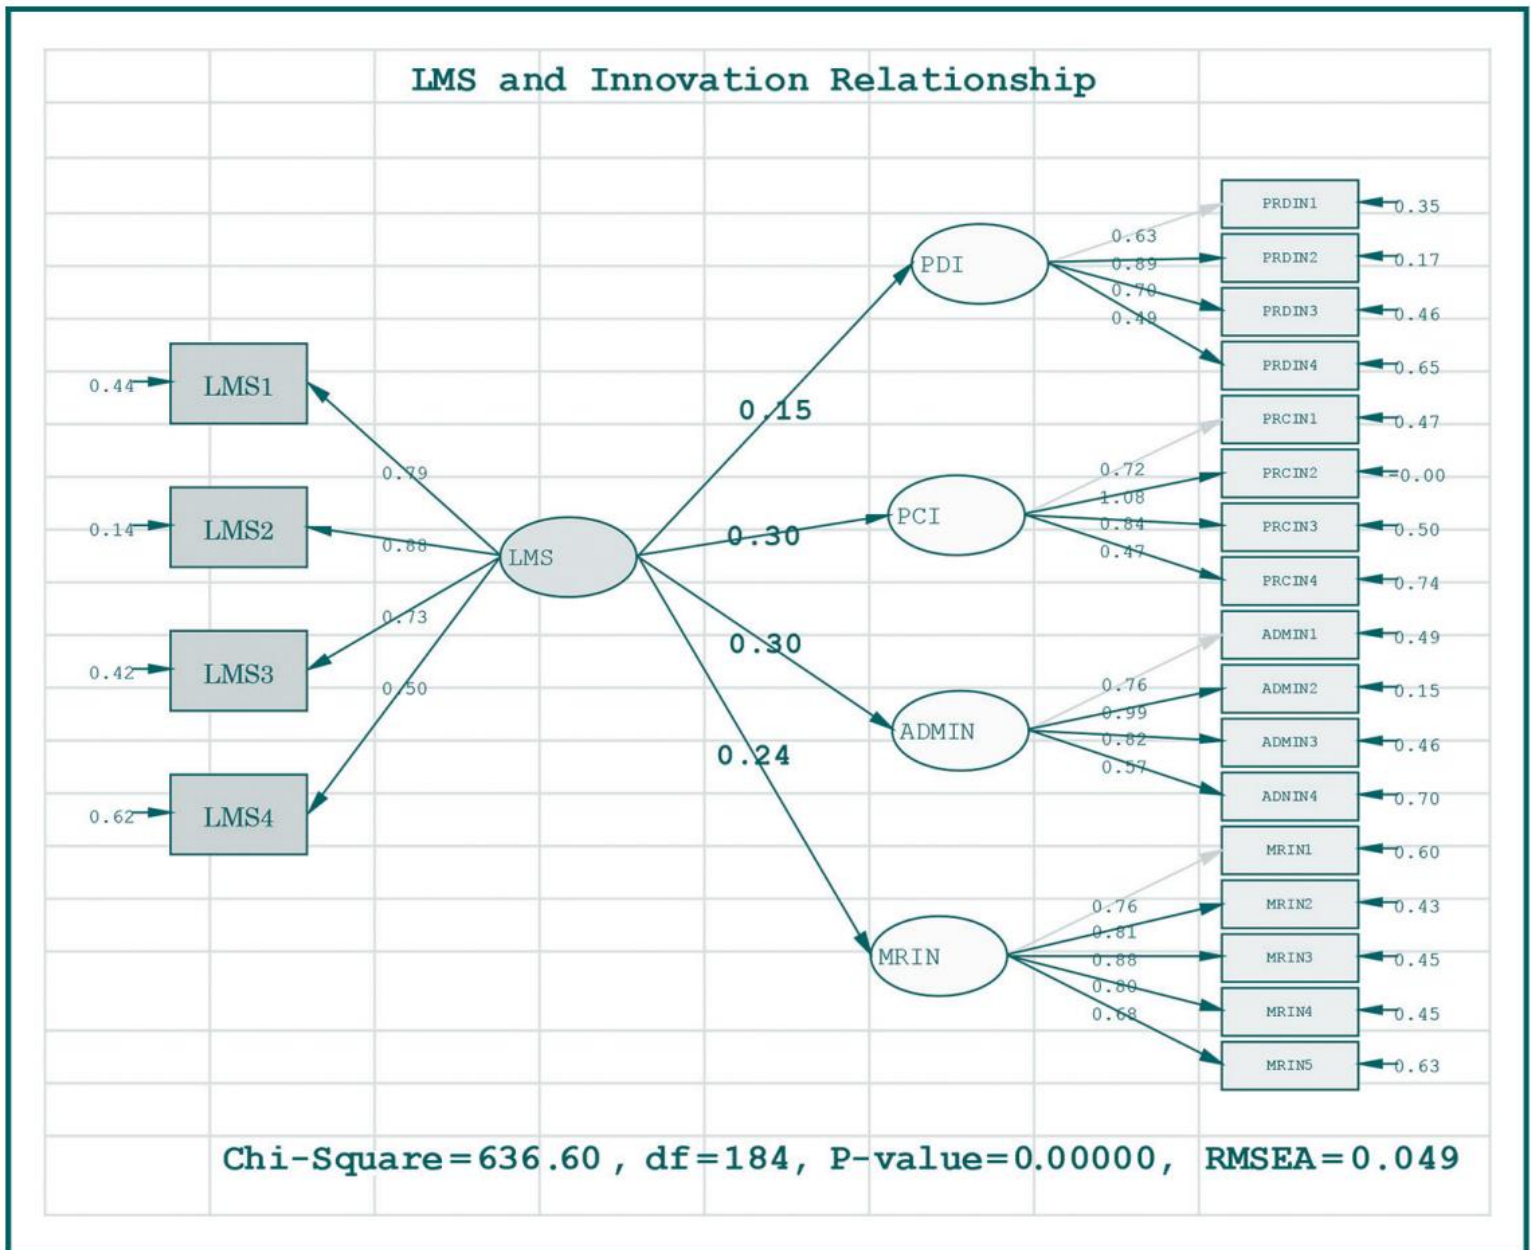 LMS and Innovation Relationship
PRDIN1
0.35
0.63
PRDIN2
0.17
PDI
0.89
0.70
PRDIN3
0.46
0.49
PRDIN4
0.65
0.44
LMS1
0.15
PRCIN1
0.47
0.79
0.72
PRCIN2
-0.00
1.08
0.14
LMS2
0.88
LMS
0.30
PCI
0.84
PRCIN3
0.50
0.47
PRCIN4
0.74
0.73
0.30
ADMIN1
0.49
0.42
LMS3
0.50
0.76
ADMIN2
0.15
0.99
ADMIN
0.82
ADMIN3
0.46
0.24
0.57
ADNIN4
0.70
0.62
LMS4
MRIN1
0.60
0.76
MRIN2
0.43
0.81
MRIN
0.88
MRIN3
0.45
0.80
MRIN4
0.45
0.68
MRIN5
0.63
Chi-Square=636.60, df=184, P-value=0.00000, RMSEA=0.049